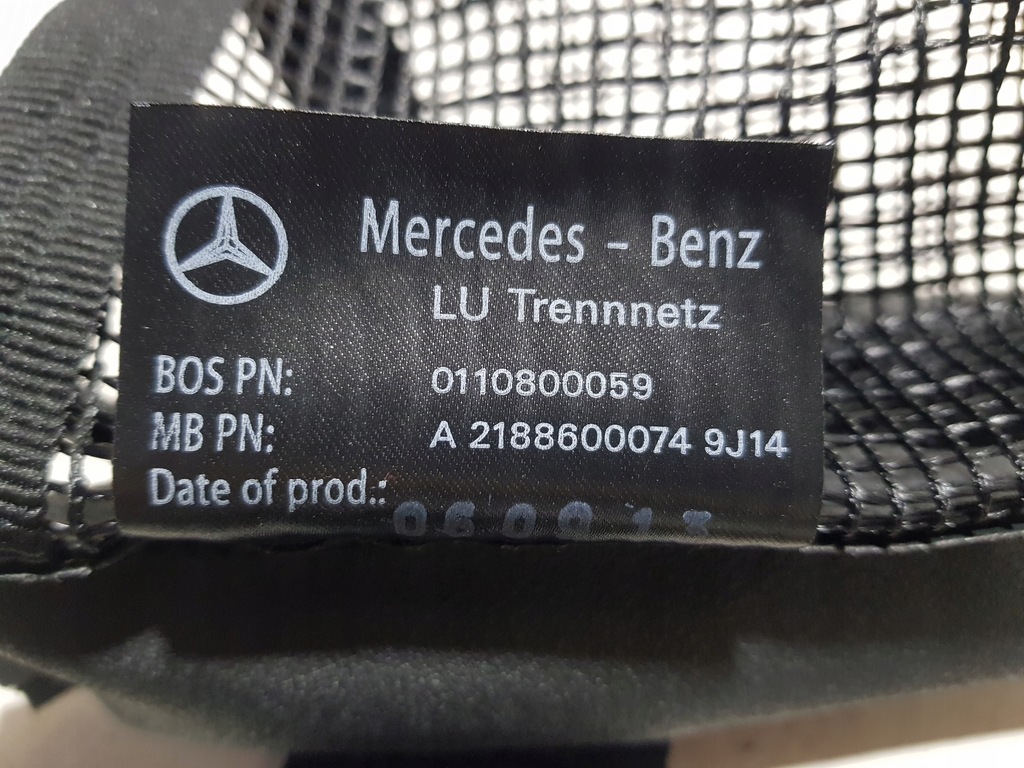 Mercedes - Benz
LU Trennnetz
BOS PN: 0110800059
MB PN: A 2188600074 9J14
Date of prod.: